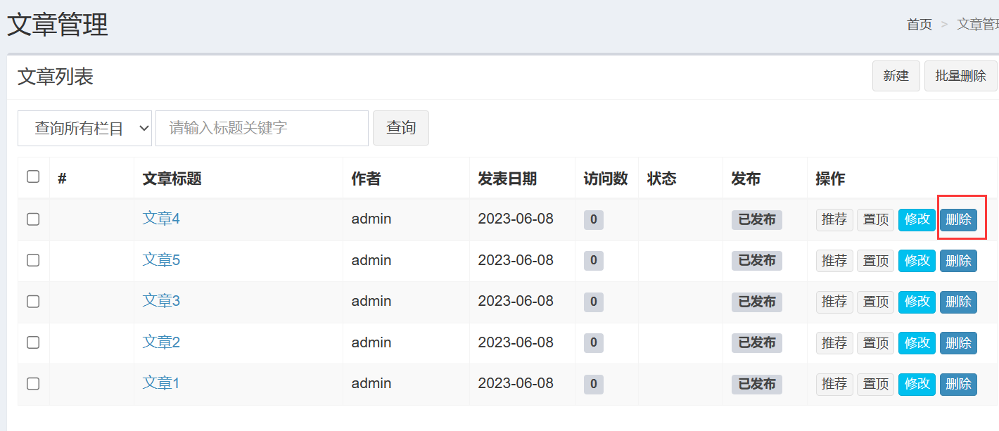 文章管理
首页 > 文章管理
文章列表
新建 批量删除
查询所有栏目 请输入标题关键字 查询
# 文章标题 作者 发表日期 访问数 状态 发布 操作
文章4 admin 2023-06-08 0 已发布 推荐 置顶 修改 删除
文章5 admin 2023-06-08 0 已发布 推荐 置顶 修改 删除
文章3 admin 2023-06-08 0 已发布 推荐 置顶 修改 删除
文章2 admin 2023-06-08 0 已发布 推荐 置顶 修改 删除
文章1 admin 2023-06-08 0 已发布 推荐 置顶 修改 删除